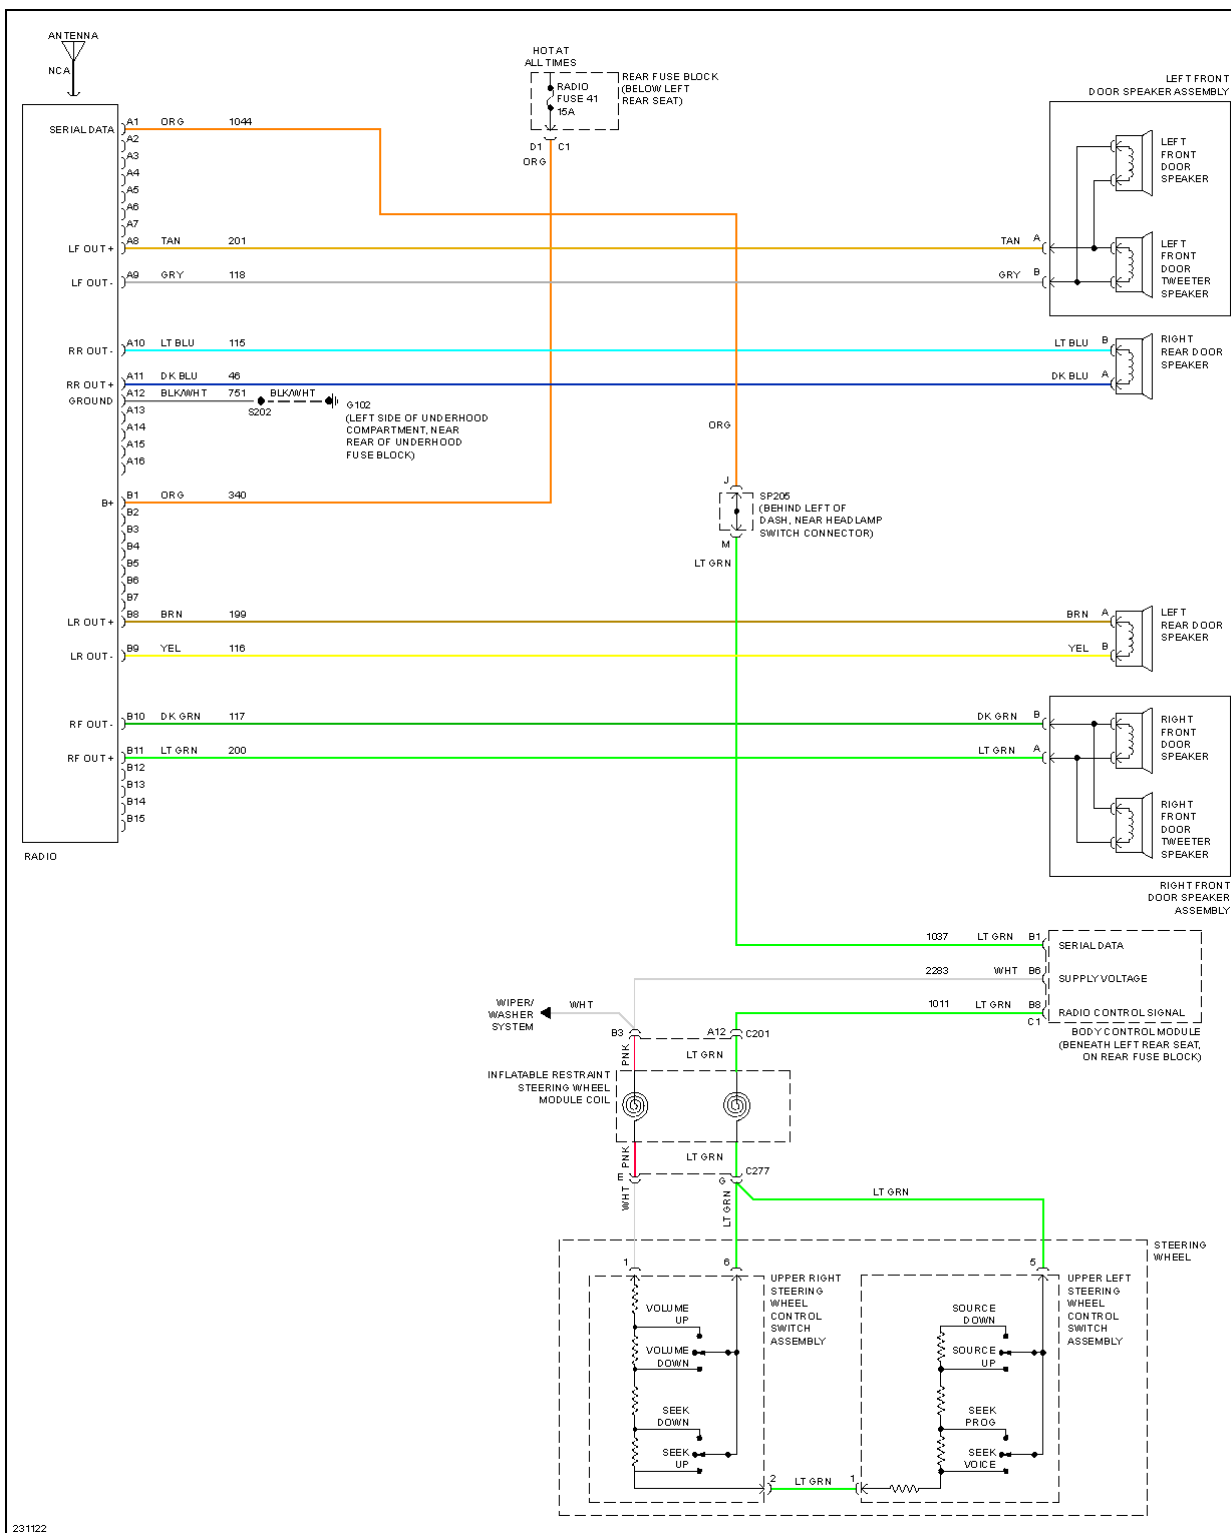 ANTENNA
NCA
HOT AT
ALL TIMES
RADIO
FUSE 41
15A
REAR FUSE BLOCK
(BELOW LEFT
REAR SEAT)
D1 C1
ORG
LEFT FRONT
DOOR SPEAKER ASSEMBLY
LEFT
FRONT
DOOR
SPEAKER
LEFT
FRONT
DOOR
TWEETER
SPEAKER
SERIAL DATA A1 ORG 1044
A2
A3
A4
A5
A6
A7
LF OUT+ A8 TAN 201 TAN A
LF OUT- A9 GRY 118 GRY B
RR OUT- A10 LT BLU 115 LT BLU B
RR OUT+ A11 DK BLU 46 DK BLU A
RIGHT
REAR DOOR
SPEAKER
GROUND A12 BLK/WHT 751 BLK/WHT
S202
G102
(LEFT SIDE OF UNDERHOOD
COMPARTMENT, NEAR
REAR OF UNDERHOOD
FUSE BLOCK)
A13
A14
A15
A16
ORG
J
SP205
(BEHIND LEFT OF
DASH, NEAR HEADLAMP
SWITCH CONNECTOR)
M
LT GRN
B+ B1 ORG 340
B2
B3
B4
B5
B6
B7
LR OUT+ B8 BRN 199 BRN A
LR OUT- B9 YEL 116 YEL B
LEFT
REAR DOOR
SPEAKER
RF OUT- B10 DK GRN 117 DK GRN B
RF OUT+ B11 LT GRN 200 LT GRN A
B12
B13
B14
B15
RADIO
RIGHT
FRONT
DOOR
SPEAKER
RIGHT
FRONT
DOOR
TWEETER
SPEAKER
RIGHT FRONT
DOOR SPEAKER
ASSEMBLY
1037 LT GRN B1 SERIAL DATA
2283 WHT B6 SUPPLY VOLTAGE
1011 LT GRN B8 RADIO CONTROL SIGNAL
C1
BODY CONTROL MODULE
(BENEATH LEFT REAR SEAT,
ON REAR FUSE BLOCK)
WIPER/
WASHER
SYSTEM
WHT
B3 A12 C201
PNK LT GRN
INFLATABLE RESTRAINT
STEERING WHEEL
MODULE COIL
PNK LT GRN
E G C277
WHT LT GRN
LT GRN
STEERING
WHEEL
1 6 5
UPPER RIGHT
STEERING
WHEEL
CONTROL
SWITCH
ASSEMBLY
VOLUME
UP
VOLUME
DOWN
SEEK
DOWN
SEEK
UP
UPPER LEFT
STEERING
WHEEL
CONTROL
SWITCH
ASSEMBLY
SOURCE
DOWN
SOURCE
UP
SEEK
PROG
SEEK
VOICE
2 LT GRN 1
231122